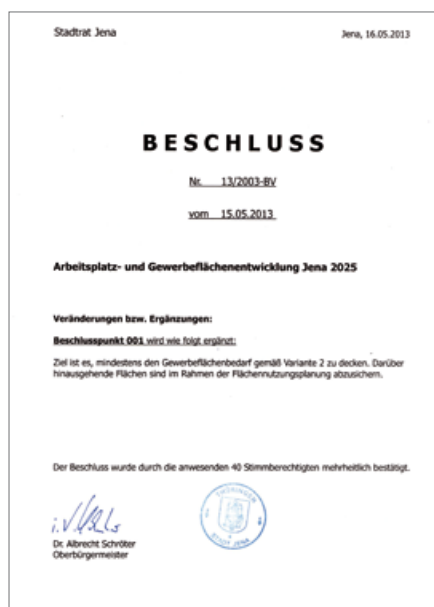 Stadtrat Jena
Jena, 16.05.2013
BESCHLUSS
Nr. 13/2003-BV
vom 15.05.2013
Arbeitsplatz- und Gewerbeflächenentwicklung Jena 2025
Veränderungen bzw. Ergänzungen:
Beschlusspunkt 001 wird wie folgt ergänzt:
Ziel ist es, mindestens den Gewerbeflächenbedarf gemäß Variante 2 zu decken. Darüber
hinausgehende Flächen sind im Rahmen der Flächennutzungsplanung abzusichern.
Der Beschluss wurde durch die anwesenden 40 Stimmberechtigten mehrheitlich bestätigt.
i.V.
THÜRINGEN
STADT JENA
Dr. Albrecht Schröter
Oberbürgermeister